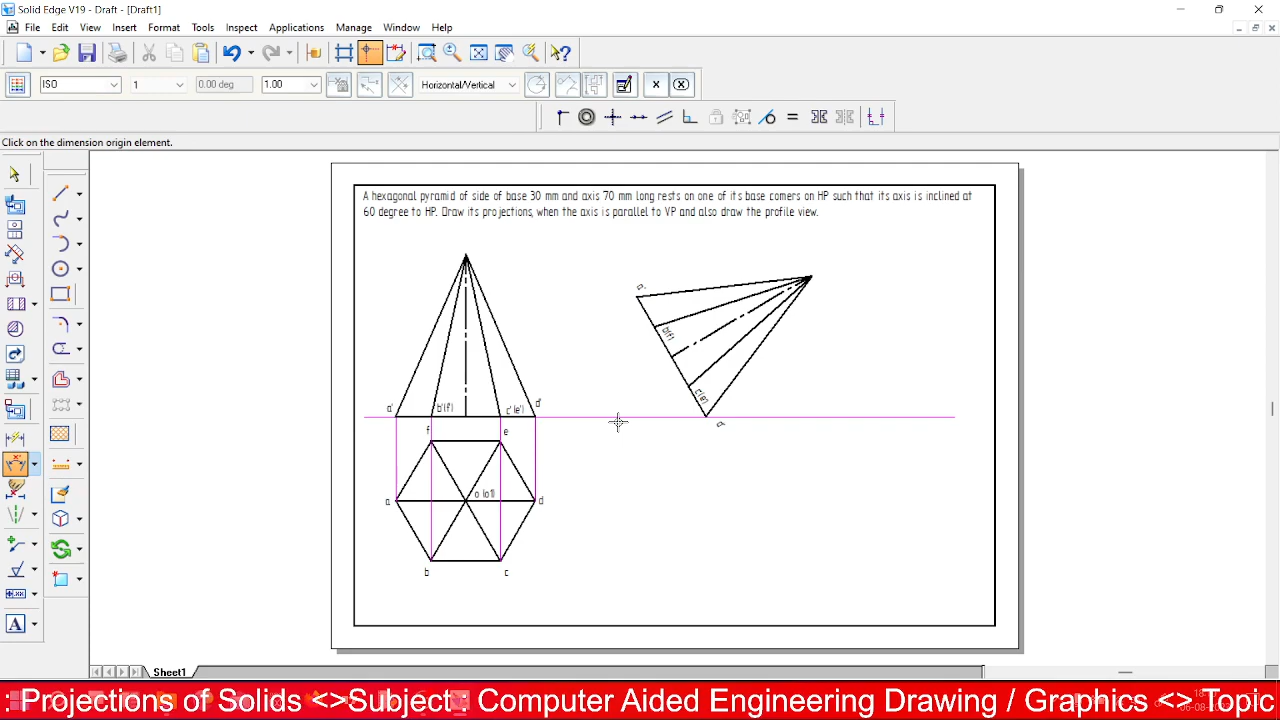 Solid Edge V19 - Draft - [Draft1]
File Edit View Insert Format Tools Inspect Applications Manage Window Help
ISO 1 0.00 deg 1.00 Horizontal/Vertical
Click on the dimension origin element.
A hexagonal pyramid of side of base 30 mm and axis 70 mm long rests on one of its base corners on HP such that its axis is inclined at
60 degree to HP. Draw its projections, when the axis is parallel to VP and also draw the profile view.
a'
b'(f')
c'(e')
d'
a'
b'(f')
c'(e')
d'
f
e
a
o (o1)
d
b
c
A
Sheet1
: Projections of Solids <>Subject : Computer Aided Engineering Drawing / Graphics <> Topic